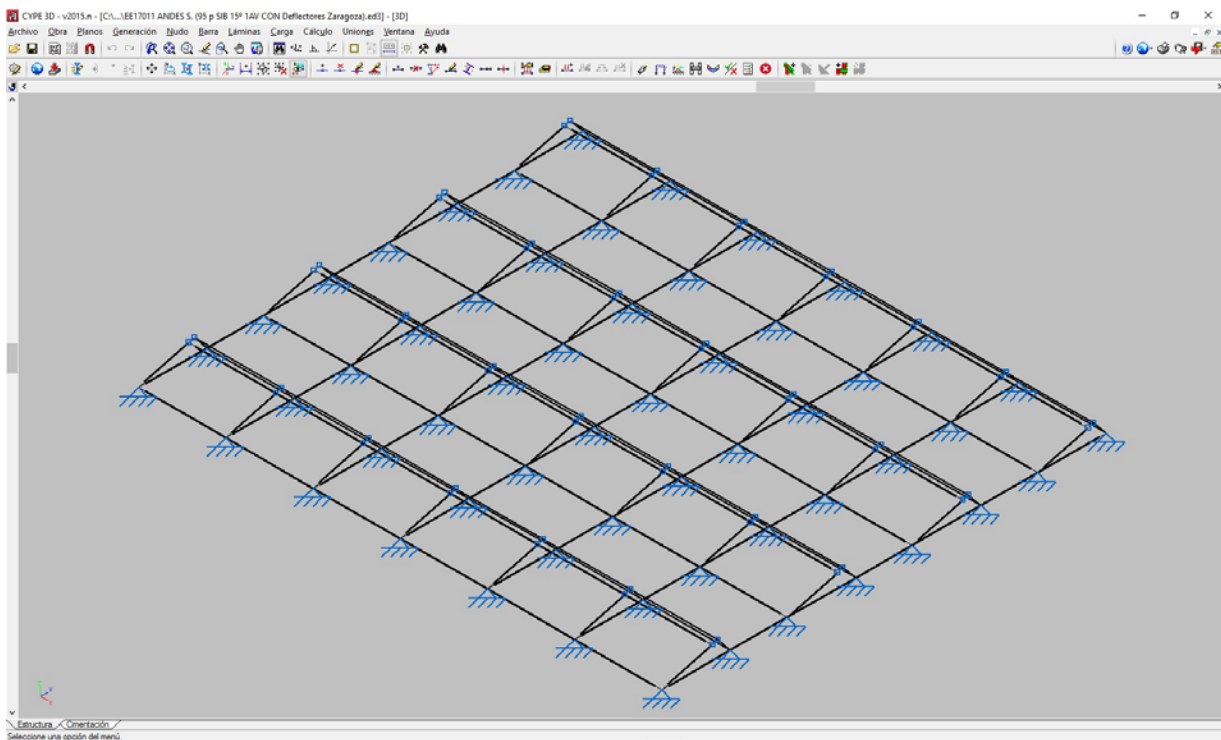 CYPE 3D - v2015.n - [C:\...\EE17011 ANDES S. (95 p SIB 15º 1AV CON Deflectores Zaragoza).ed3] - [3D]
Archivo Obra Planos Generación Nudo Barra Láminas Carga Cálculo Uniones Ventana Ayuda
Estructura Cimentación
Seleccione una opción del menú.